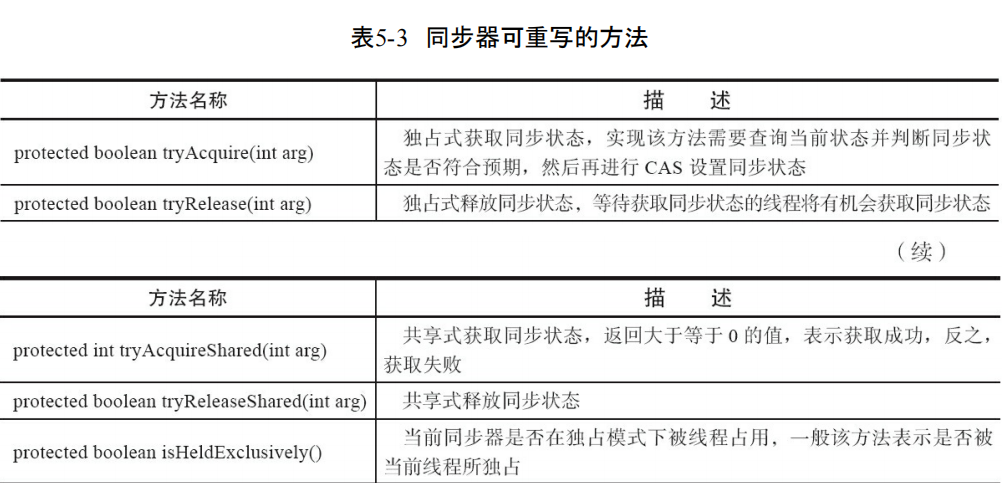 表5-3 同步器可重写的方法
方法名称 描 述
protected boolean tryAcquire(int arg) 独占式获取同步状态，实现该方法需要查询当前状态并判断同步状
态是否符合预期，然后再进行 CAS 设置同步状态
protected boolean tryRelease(int arg) 独占式释放同步状态，等待获取同步状态的线程将有机会获取同步状态
（续）
方法名称 描 述
protected int tryAcquireShared(int arg) 共享式获取同步状态，返回大于等于 0 的值，表示获取成功，反之，
获取失败
protected boolean tryReleaseShared(int arg) 共享式释放同步状态
protected boolean isHeldExclusively() 当前同步器是否在独占模式下被线程占用，一般该方法表示是否被
当前线程所独占